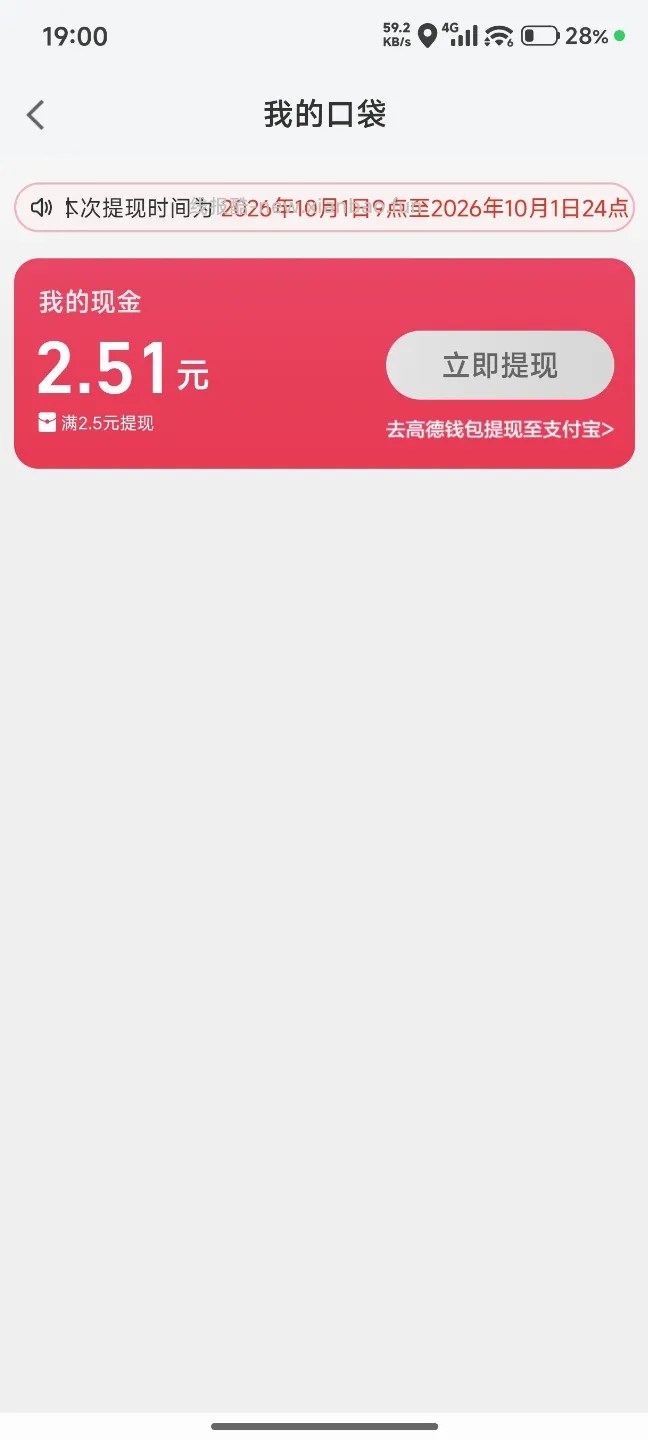 19:00
59.2 KB/s 4G 6 28%
我的口袋
本次提现时间为 2026年10月1日9点至2026年10月1日24点
我的现金
2.51元
立即提现
满2.5元提现
去高德钱包提现至支付宝>